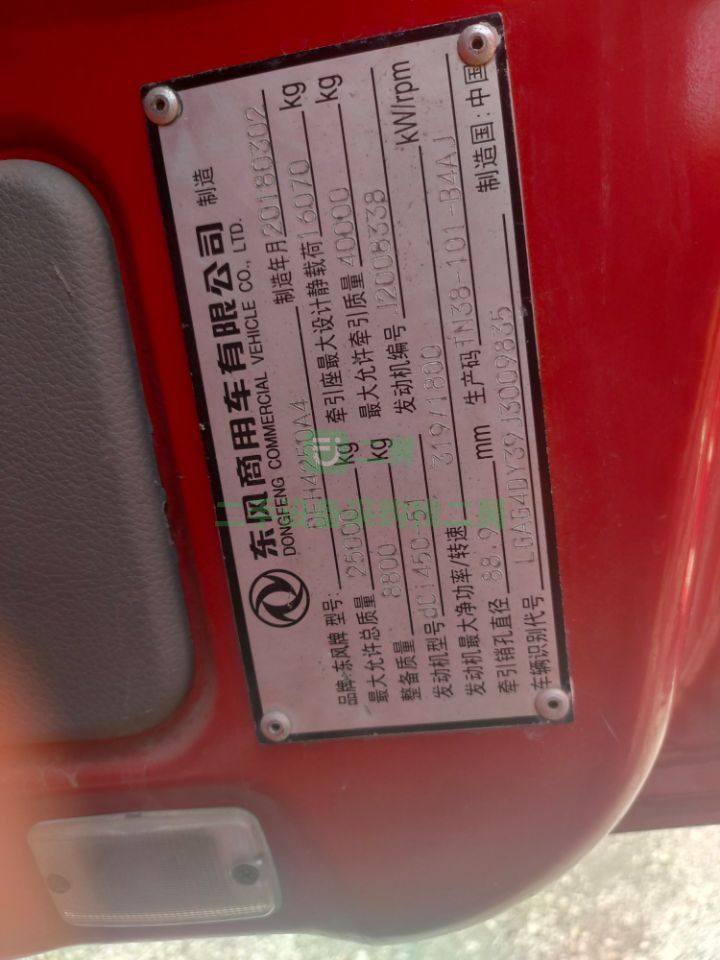 东风商用车有限公司 制造
DONGFENG COMMERCIAL VEHICLE CO., LTD.
品牌:东风牌 型号: DFH4250A4 制造年月 20180302
最大允许总质量 25000 kg 牵引座最大设计静载荷 16070 kg
整备质量 8800 kg 最大允许牵引质量 40000 kg
发动机型号 dCi450-51 发动机编号 J2008338
发动机最大净功率/转速 319/1800 kW/rpm
牵引销孔直径 88.9 mm 生产码 TN38-101-B4AJ
车辆识别代号 LGAG4DY39J3009835 制造国: 中国